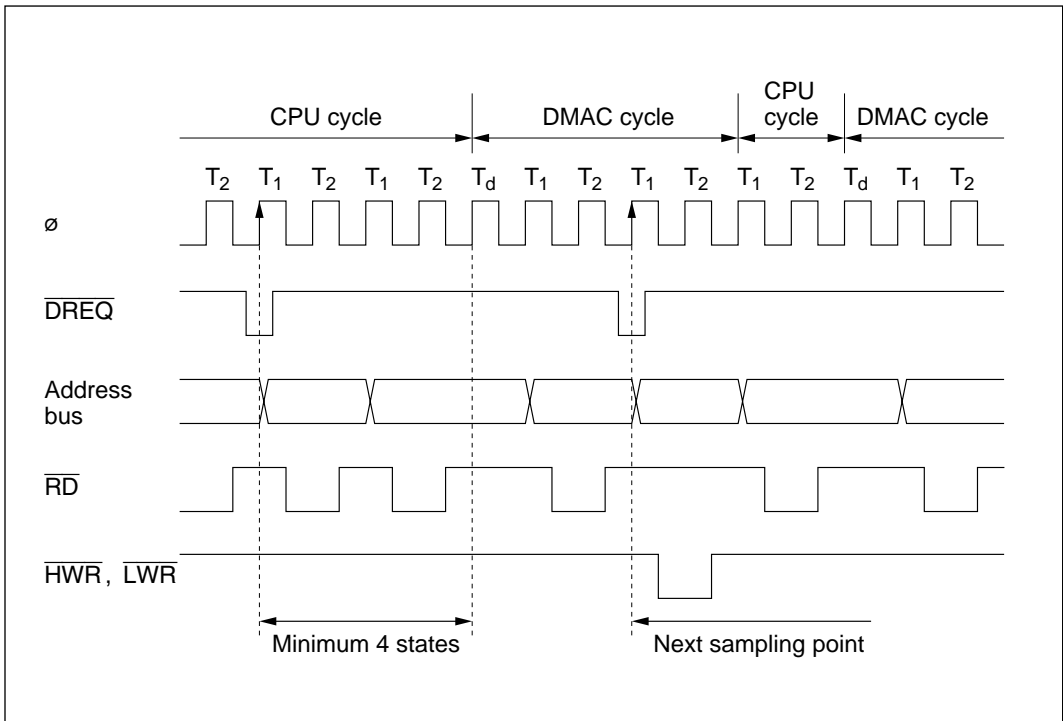 CPU cycle DMAC cycle CPU cycle DMAC cycle
T2 T1 T2 T1 T2 Td T1 T2 T1 T2 T1 T2 Td T1 T2
ø
DREQ
Address
bus
RD
HWR, LWR
Minimum 4 states Next sampling point